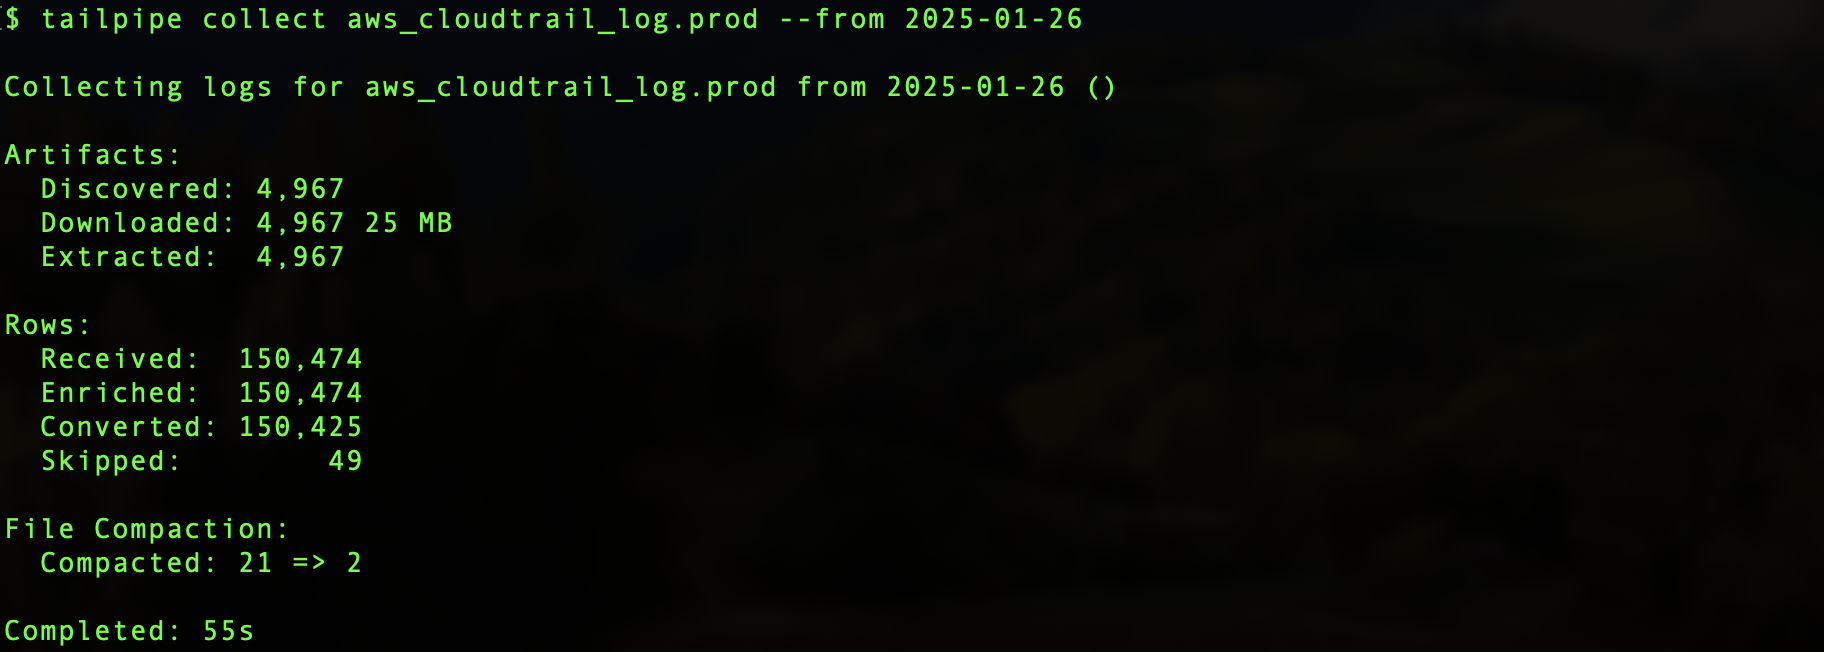 $ tailpipe collect aws_cloudtrail_log.prod --from 2025-01-26
Collecting logs for aws_cloudtrail_log.prod from 2025-01-26 ()
Artifacts:
  Discovered: 4,967
  Downloaded: 4,967 25 MB
  Extracted:  4,967
Rows:
  Received:  150,474
  Enriched:  150,474
  Converted: 150,425
  Skipped:        49
File Compaction:
  Compacted: 21 => 2
Completed: 55s